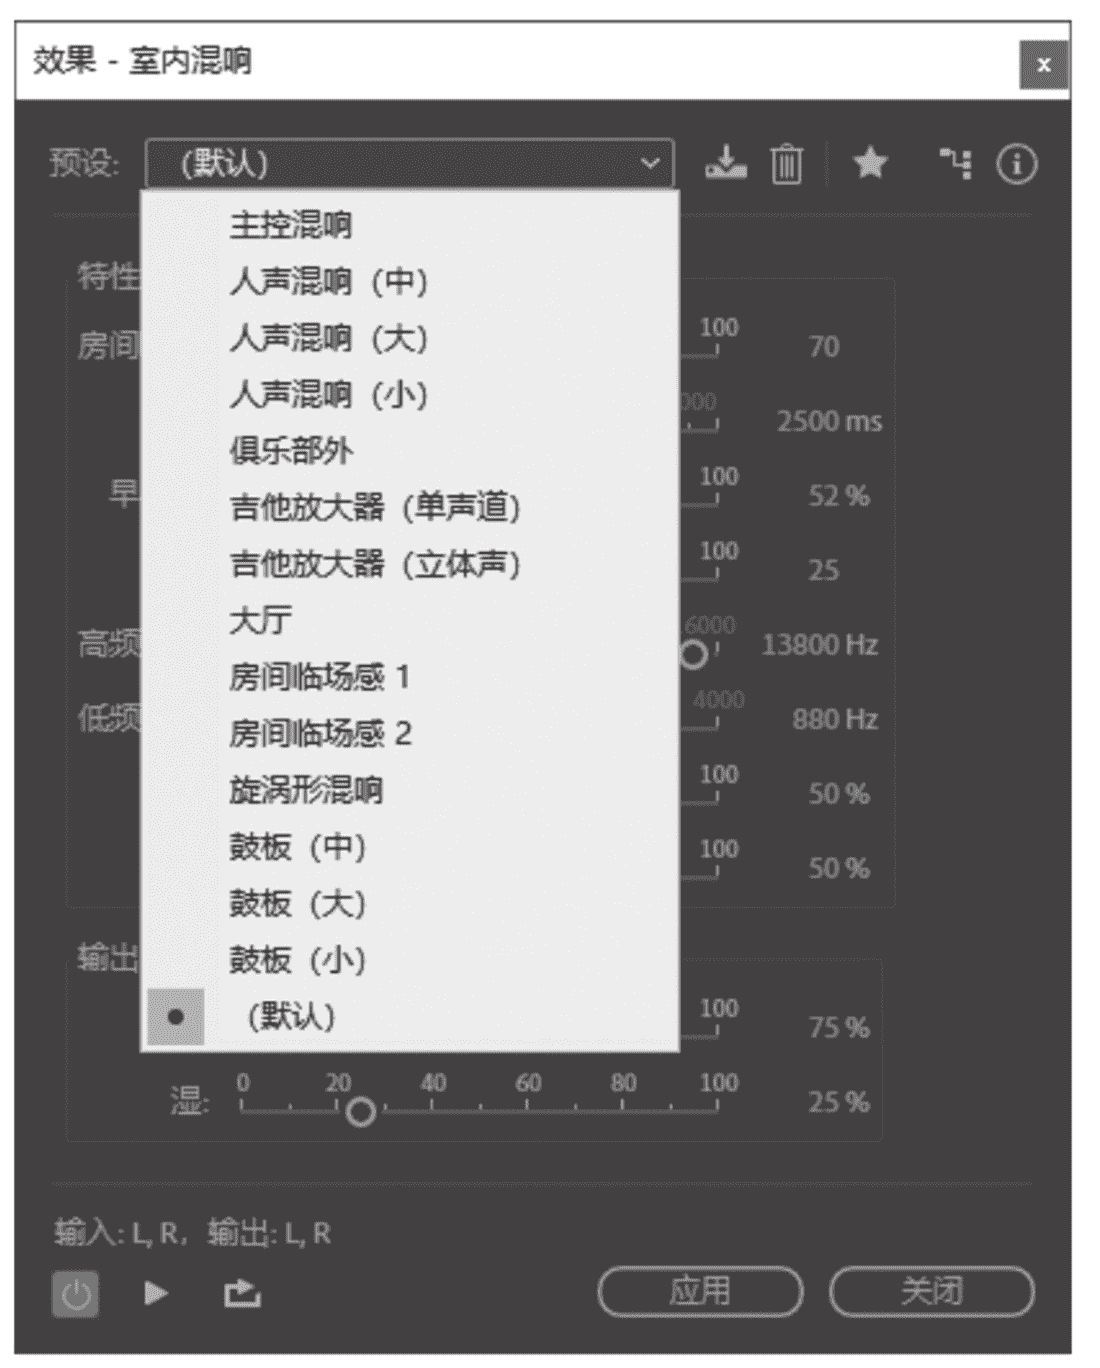 效果 - 室内混响
x
预设: (默认)
主控混响
特性
人声混响（中）
房间 人声混响（大） 100 70
人声混响（小） 000 2500 ms
俱乐部外
早 吉他放大器（单声道） 100 52 %
吉他放大器（立体声） 100 25
大厅
高频 房间临场感 1 6000 13800 Hz
低频 房间临场感 2 4000 880 Hz
旋涡形混响 100 50 %
鼓板（中） 100 50 %
鼓板（大）
输出 鼓板（小）
(默认) 100 75 %
湿: 0 20 40 60 80 100 25 %
输入: L, R，输出: L, R
应用 关闭